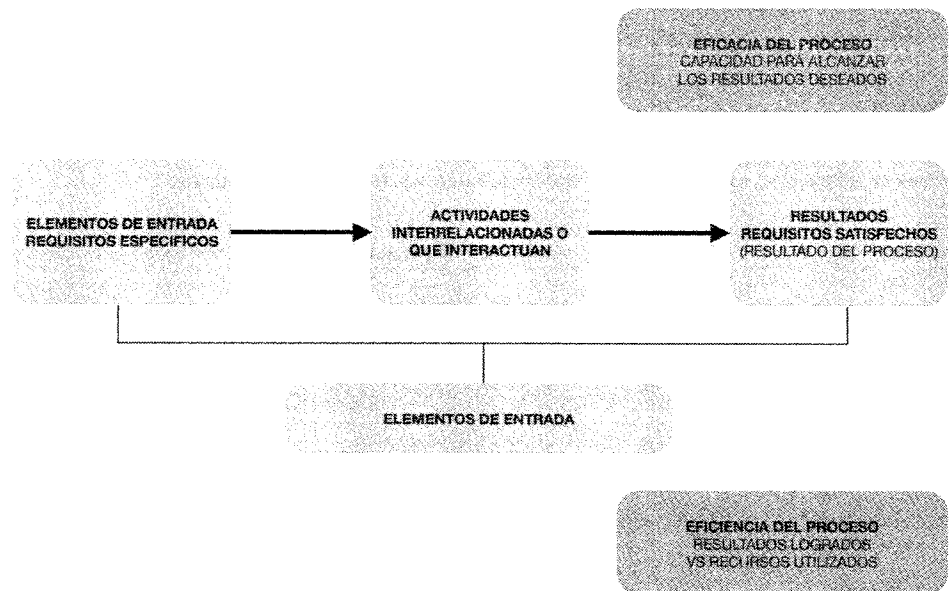 EFICACIA DEL PROCESO
CAPACIDAD PARA ALCANZAR
LOS RESULTADOS DESEADOS
ELEMENTOS DE ENTRADA
REQUISITOS ESPECIFICOS
ACTIVIDADES
INTERRELACIONADAS O
QUE INTERACTUAN
RESULTADOS
REQUISITOS SATISFECHOS
(RESULTADO DEL PROCESO)
ELEMENTOS DE ENTRADA
EFICIENCIA DEL PROCESO
RESULTADOS LOGRADOS
VS RECURSOS UTILIZADOS